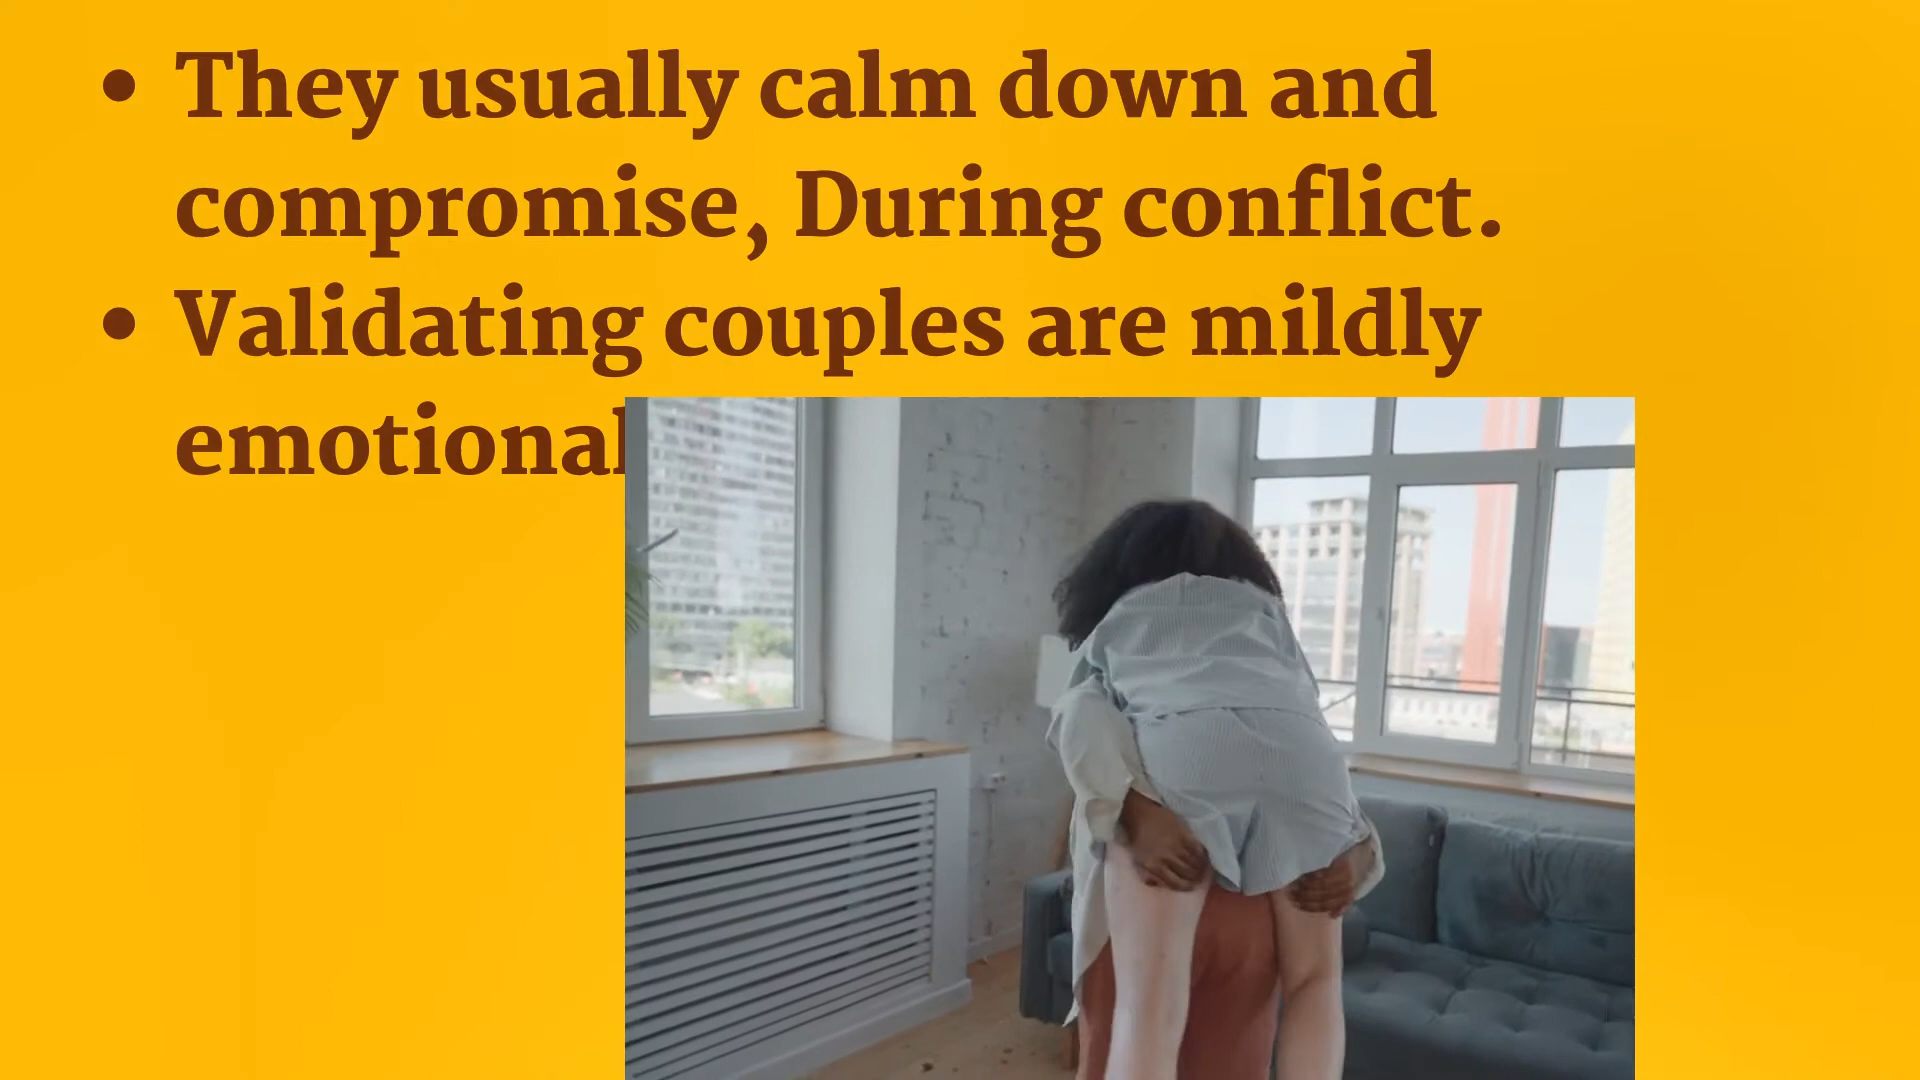 • They usually calm down and
compromise, During conflict.
• Validating couples are mildly
emotional